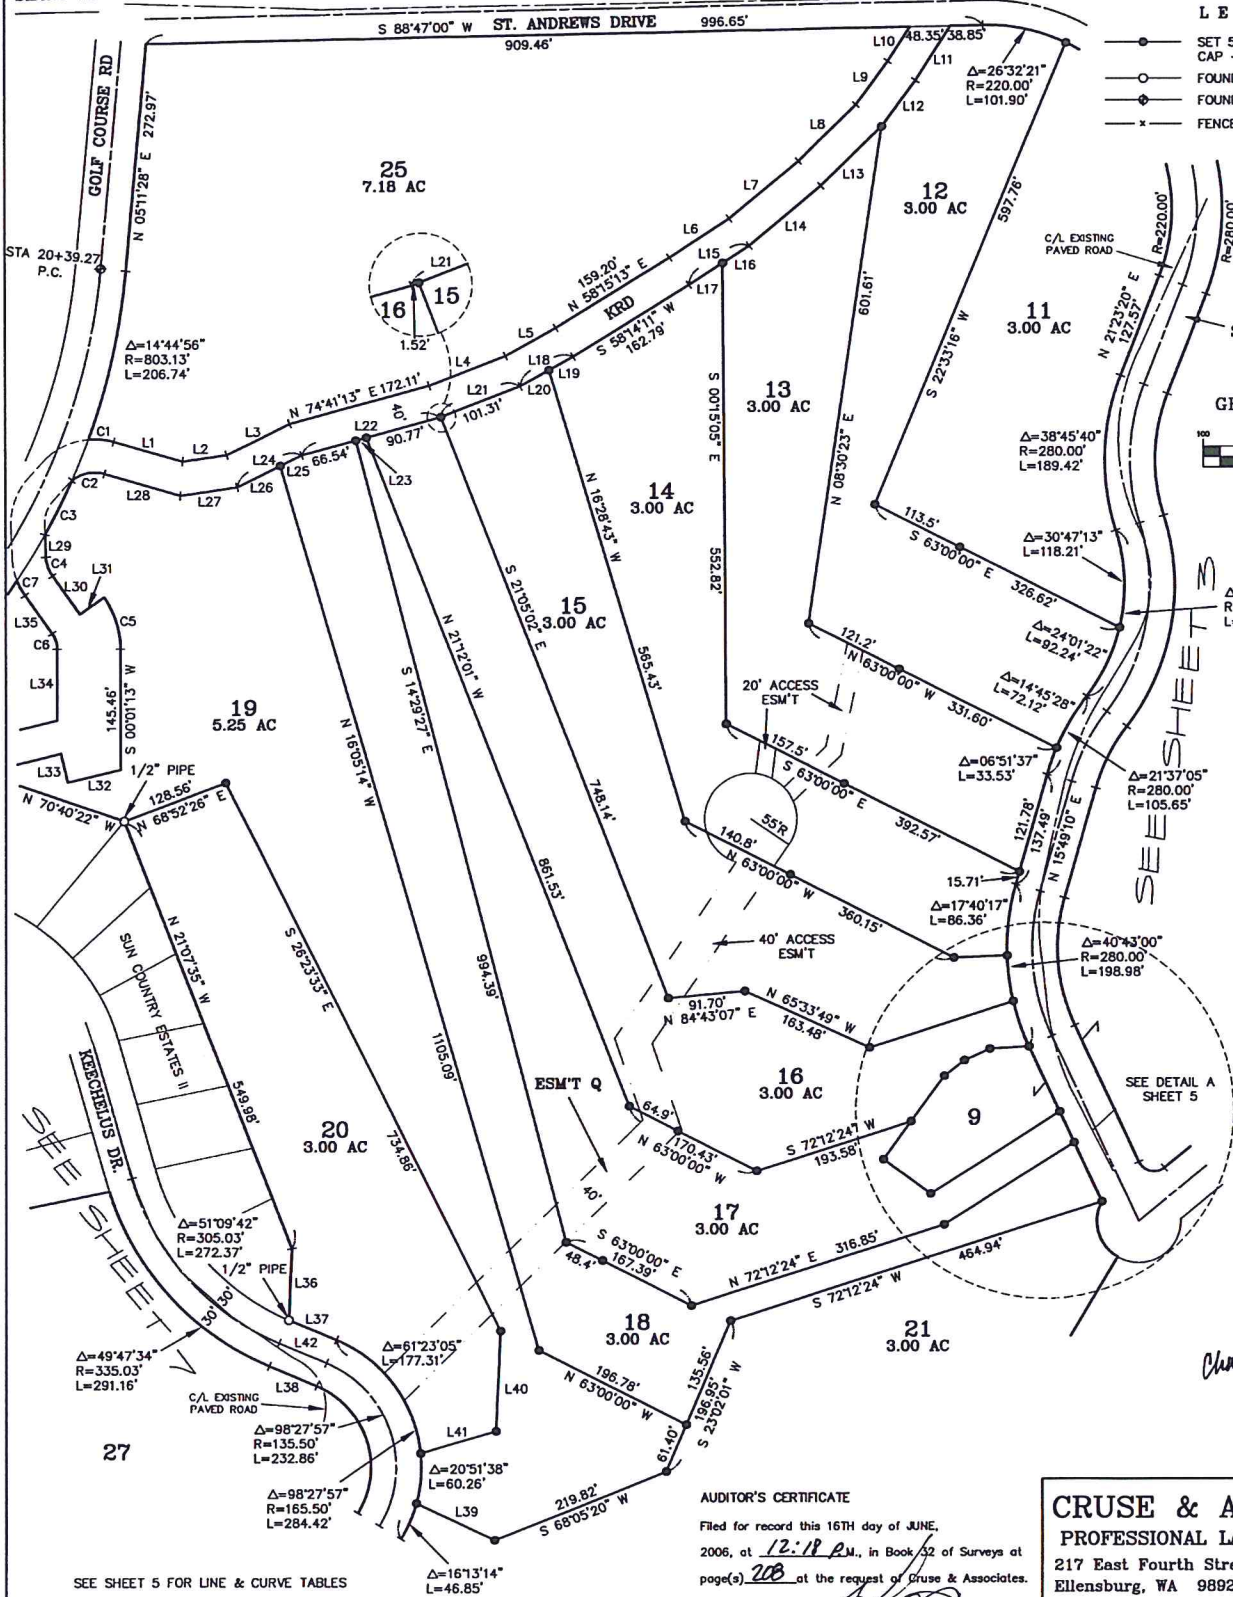 S 88°47'00" W ST. ANDREWS DRIVE 996.65'
909.46'
48.35' 38.85'
L E
SET 5
CAP
FOUN
FOUN
FENCE
GOLF COURSE RD
N 05°11'28" E 272.97'
STA 20+39.27
P.C.
Δ=14°44'56"
R=803.13'
L=206.74'
25
7.18 AC
L10
L11
L9
L12
L8
L13
L7
L14
L6
L15
L16
L17
Δ=26°32'21"
R=220.00'
L=101.90'
12
3.00 AC
597.76'
S 22°33'16" W
601.61'
N 08°30'23" E
C/L EXISTING
PAVED ROAD
R=220.00'
R=280.00'
N 21°23'20" E
127.57'
11
3.00 AC
L21
16 15
1.52'
159.20'
N 58°15'13" E
KRD
S 58°14'11" W
162.79'
L5
L4
L18
L19
L20
L21
101.31'
N 74°41'13" E 172.11'
40'
L22
90.77'
L23
66.54'
L24
L25
L26
L27
L28
C1
L1
L2
L3
C2
C3
L29
C4
L30
L31
C7
L35
C6
C5
L34
145.46'
S 00°01'13" W
L33
L32
13
3.00 AC
S 00°15'05" E
552.82'
14
3.00 AC
N 16°28'43" W
565.43'
15
3.00 AC
S 21°05'02" E
748.14'
N 21°12'01" W
861.53'
S 14°29'27" E
994.39'
N 16°05'14" W
1105.09'
GF
100
Δ=38°45'40"
R=280.00'
L=189.42'
Δ=30°47'13"
L=118.21'
113.5'
S 63°00'00" E
326.62'
Δ=24°01'22"
L=92.24'
Δ=14°45'28"
L=72.12'
121.2'
N 63°00'00" W
331.60'
20' ACCESS
ESM'T
Δ=06°51'37"
L=33.53'
Δ=21°37'05"
R=280.00'
L=105.65'
SEE SHEET 3
157.5'
S 63°00'00" E
392.57'
121.78'
137.49'
N 15°49'10" E
15.71'
55'R
140.8'
N 63°00'00" W
360.15'
Δ=17°40'17"
L=86.36'
Δ=40°43'00"
R=280.00'
L=198.98'
40' ACCESS
ESM'T
19
5.25 AC
1/2" PIPE
N 70°40'22" W
128.56'
N 68°52'26" E
SUN COUNTRY ESTATES II
N 21°07'35" W
549.98'
S 26°23'33" E
734.86'
91.70'
N 84°43'07" E
N 65°33'49" W
163.48'
16
3.00 AC
ESM'T Q
64.9'
170.43'
N 63°00'00" W
S 72°12'24" W
193.58'
9
SEE DETAIL A
SHEET 5
KEECHELUS DR.
20
3.00 AC
40'
17
3.00 AC
S 63°00'00" E
48.4'
167.39'
N 72°12'24" E 316.85'
S 72°12'24" W 464.94'
SEE SHEET
Δ=51°09'42"
R=305.03'
L=272.37'
1/2" PIPE
L36
30' 30'
L37
L42
L38
18
3.00 AC
21
3.00 AC
Δ=61°23'05"
L=177.31'
Δ=49°47'34"
R=335.03'
L=291.16'
C/L EXISTING
PAVED ROAD
Δ=98°27'57"
R=135.50'
L=232.86'
L40
L41
196.78'
N 63°00'00" W
135.56'
196.95'
S 23°02'01" W
61.40'
27
Δ=98°27'57"
R=165.50'
L=284.42'
Δ=20°51'38"
L=60.26'
L39
219.82'
S 68°05'20" W
Δ=16°13'14"
L=46.85'
SEE SHEET 5 FOR LINE & CURVE TABLES
AUDITOR'S CERTIFICATE
Filed for record this 16TH day of JUNE,
2006, at 12:18 P.M., in Book 32 of Surveys at
page(s) 208 at the request of Cruse & Associates.
CRUSE & A
PROFESSIONAL LA
217 East Fourth Stre
Ellensburg, WA 9892